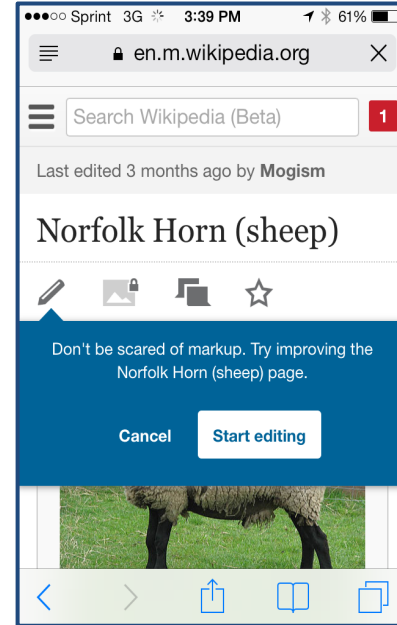 Sprint 3G 3:39 PM 61%
en.m.wikipedia.org
Search Wikipedia (Beta) 1
Last edited 3 months ago by Mogism
Norfolk Horn (sheep)
Don't be scared of markup. Try improving the
Norfolk Horn (sheep) page.
Cancel Start editing